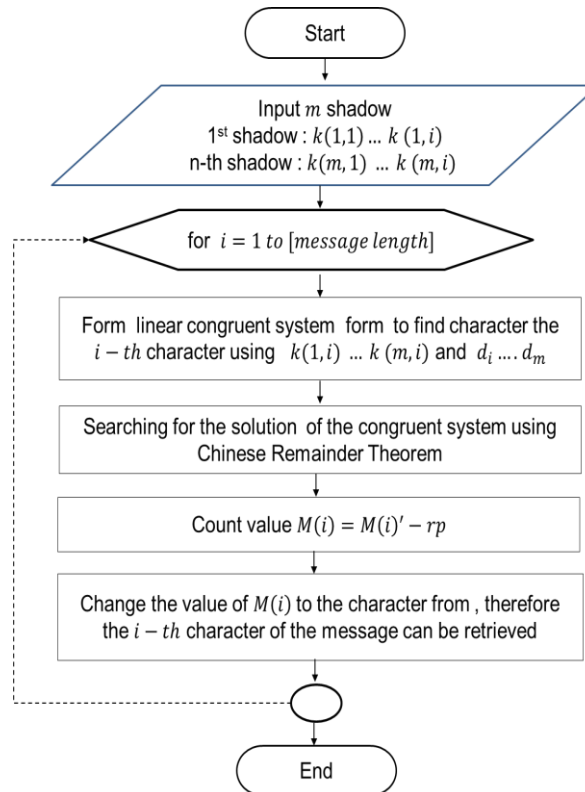 Start
Input m shadow
1st shadow : k(1,1) ... k (1, i)
n-th shadow : k(m, 1) ... k (m, i)
for i = 1 to [message length]
Form linear congruent system form to find character the
i − th character using k(1, i) ... k (m, i) and d_i .... d_m
Searching for the solution of the congruent system using
Chinese Remainder Theorem
Count value M(i) = M(i)′ − rp
Change the value of M(i) to the character from , therefore
the i − th character of the message can be retrieved
End